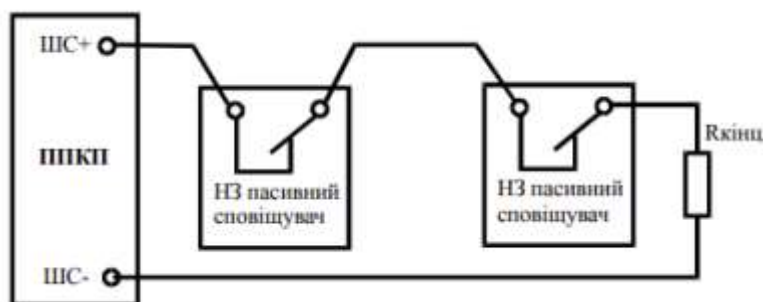 ШС+
ППКП
ШС-
НЗ пасивний
сповіщувач
НЗ пасивний
сповіщувач
Rкінц